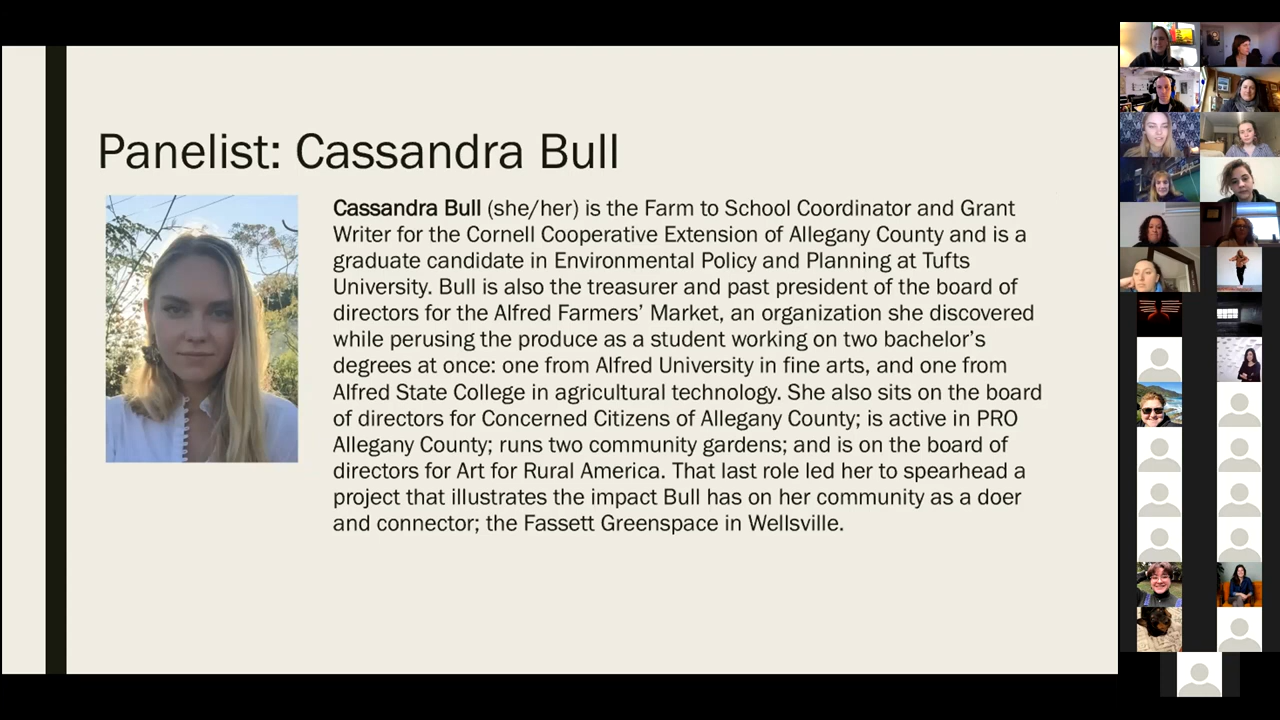 Panelist: Cassandra Bull
Cassandra Bull (she/her) is the Farm to School Coordinator and Grant
Writer for the Cornell Cooperative Extension of Allegany County and is a
graduate candidate in Environmental Policy and Planning at Tufts
University. Bull is also the treasurer and past president of the board of
directors for the Alfred Farmers’ Market, an organization she discovered
while perusing the produce as a student working on two bachelor’s
degrees at once: one from Alfred University in fine arts, and one from
Alfred State College in agricultural technology. She also sits on the board
of directors for Concerned Citizens of Allegany County; is active in PRO
Allegany County; runs two community gardens; and is on the board of
directors for Art for Rural America. That last role led her to spearhead a
project that illustrates the impact Bull has on her community as a doer
and connector; the Fassett Greenspace in Wellsville.